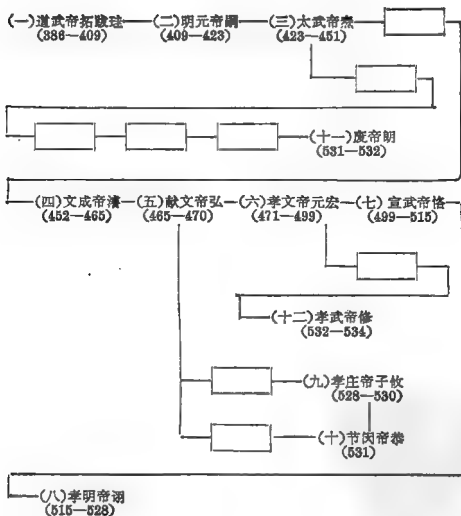 (一)道武帝拓跋珪—(二)明元帝嗣—(三)太武帝焘
(386—409) (409—423) (423—451)
(十一)废帝朗
(531—532)
(四)文成帝濬—(五)献文帝弘—(六)孝文帝元宏—(七)宣武帝恪
(452—465) (465—470) (471—499) (499—515)
(十二)孝武帝修
(532—534)
(九)孝庄帝子攸
(528—530)
(十)节闵帝恭
(531)
(八)孝明帝诩
(515—528)